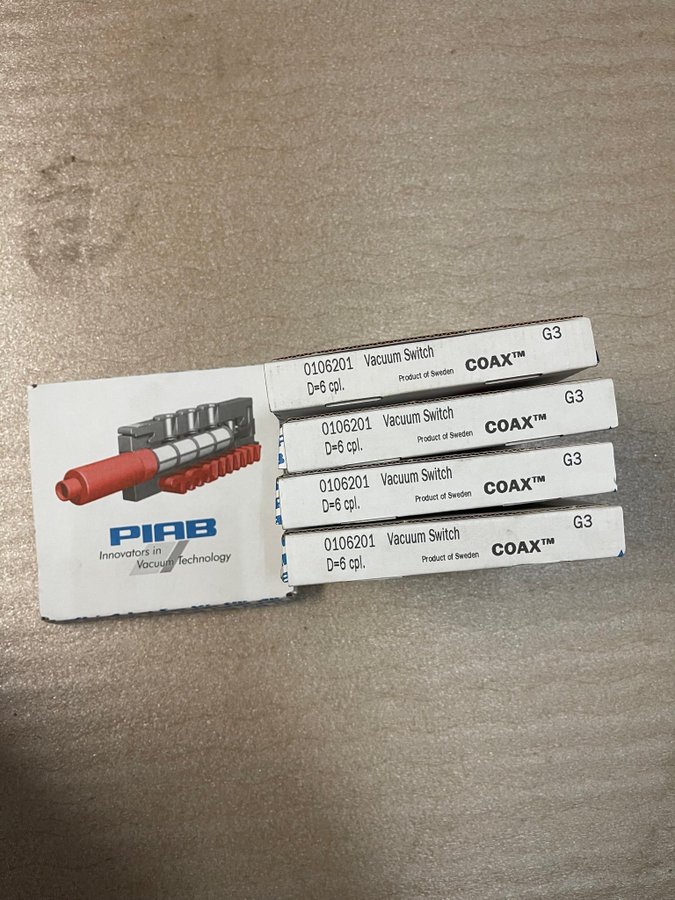 PIAB
Innovators in
Vacuum Technology
0106201 Vacuum Switch G3
D=6 cpl. Product of Sweden COAX™
0106201 Vacuum Switch G3
D=6 cpl. Product of Sweden COAX™
0106201 Vacuum Switch G3
D=6 cpl. Product of Sweden COAX™
0106201 Vacuum Switch G3
D=6 cpl. Product of Sweden COAX™